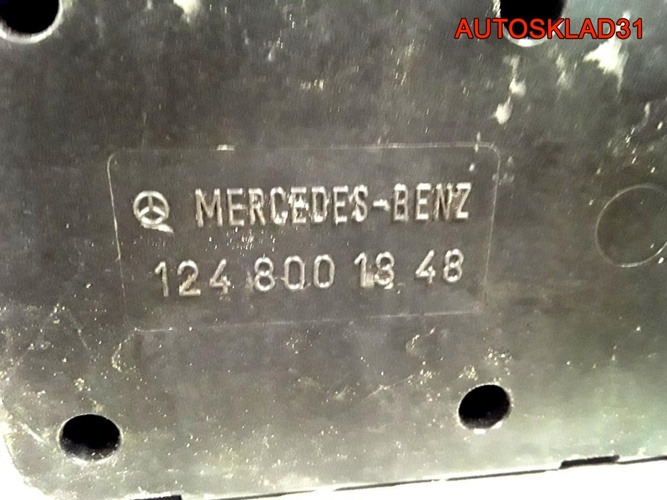 AUTOSKLAD31
MERCEDES-BENZ
124 800 18 48